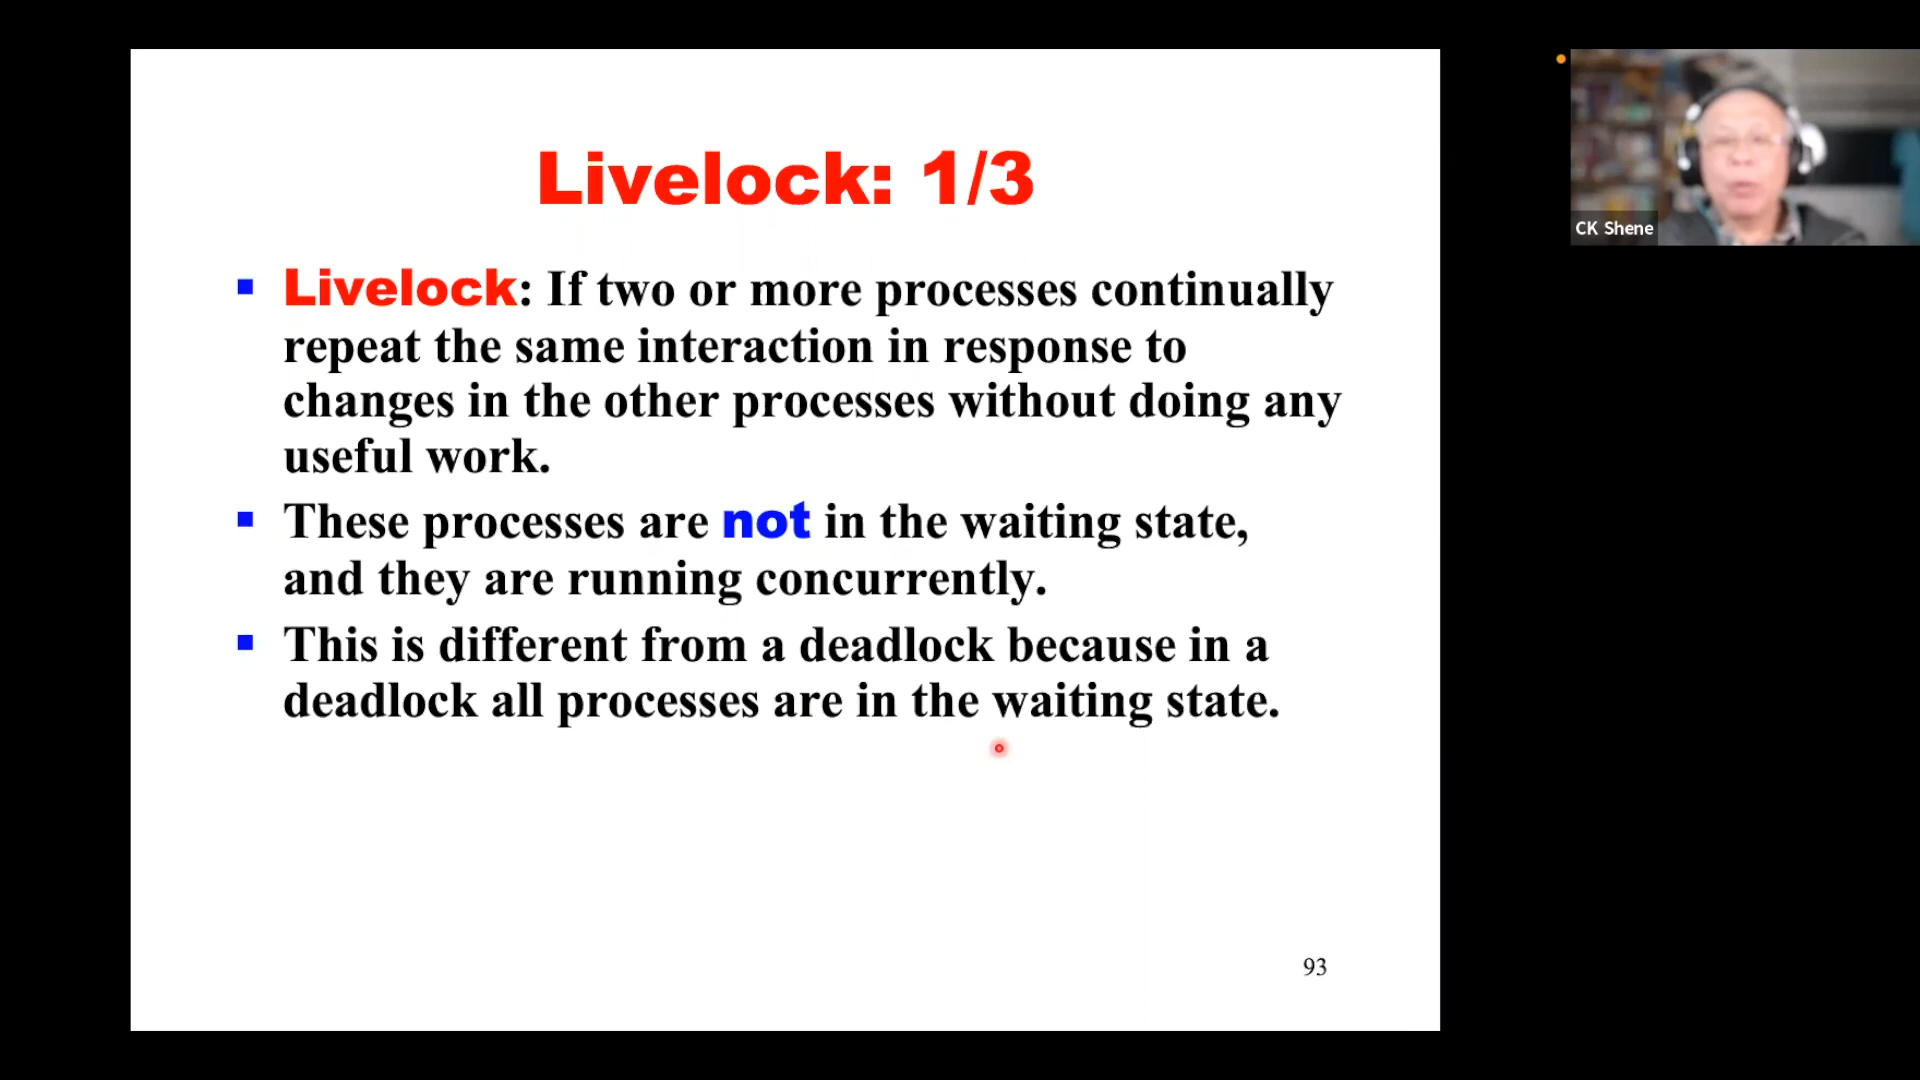 Livelock: 1/3
CK Shene
▪ Livelock: If two or more processes continually
repeat the same interaction in response to
changes in the other processes without doing any
useful work.
▪ These processes are not in the waiting state,
and they are running concurrently.
▪ This is different from a deadlock because in a
deadlock all processes are in the waiting state.
93